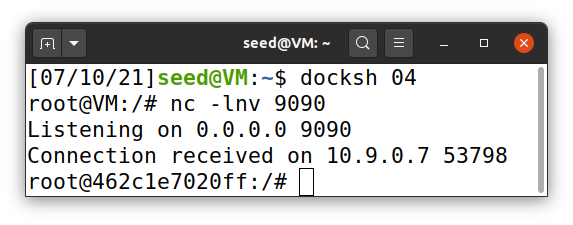 seed@VM: ~
[07/10/21]seed@VM:~$ docksh 04
root@VM:/# nc -lnv 9090
Listening on 0.0.0.0 9090
Connection received on 10.9.0.7 53798
root@462c1e7020ff:/#